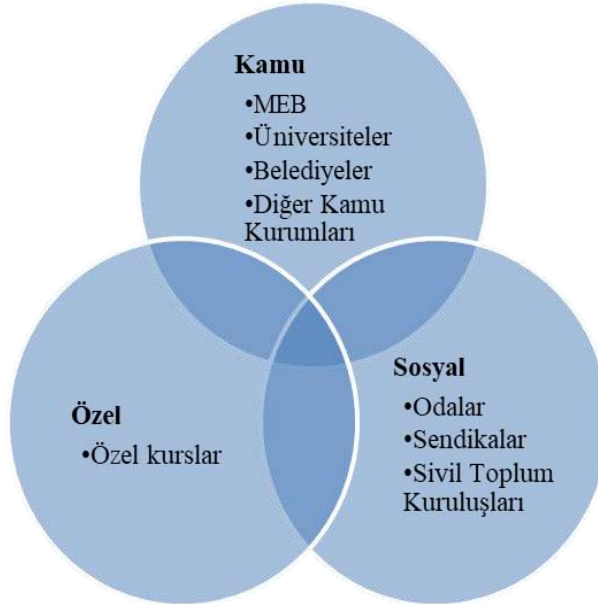 Kamu
•MEB
•Üniversiteler
•Belediyeler
•Diğer Kamu
Kurumları
Özel
•Özel kurslar
Sosyal
•Odalar
•Sendikalar
•Sivil Toplum
Kuruluşları